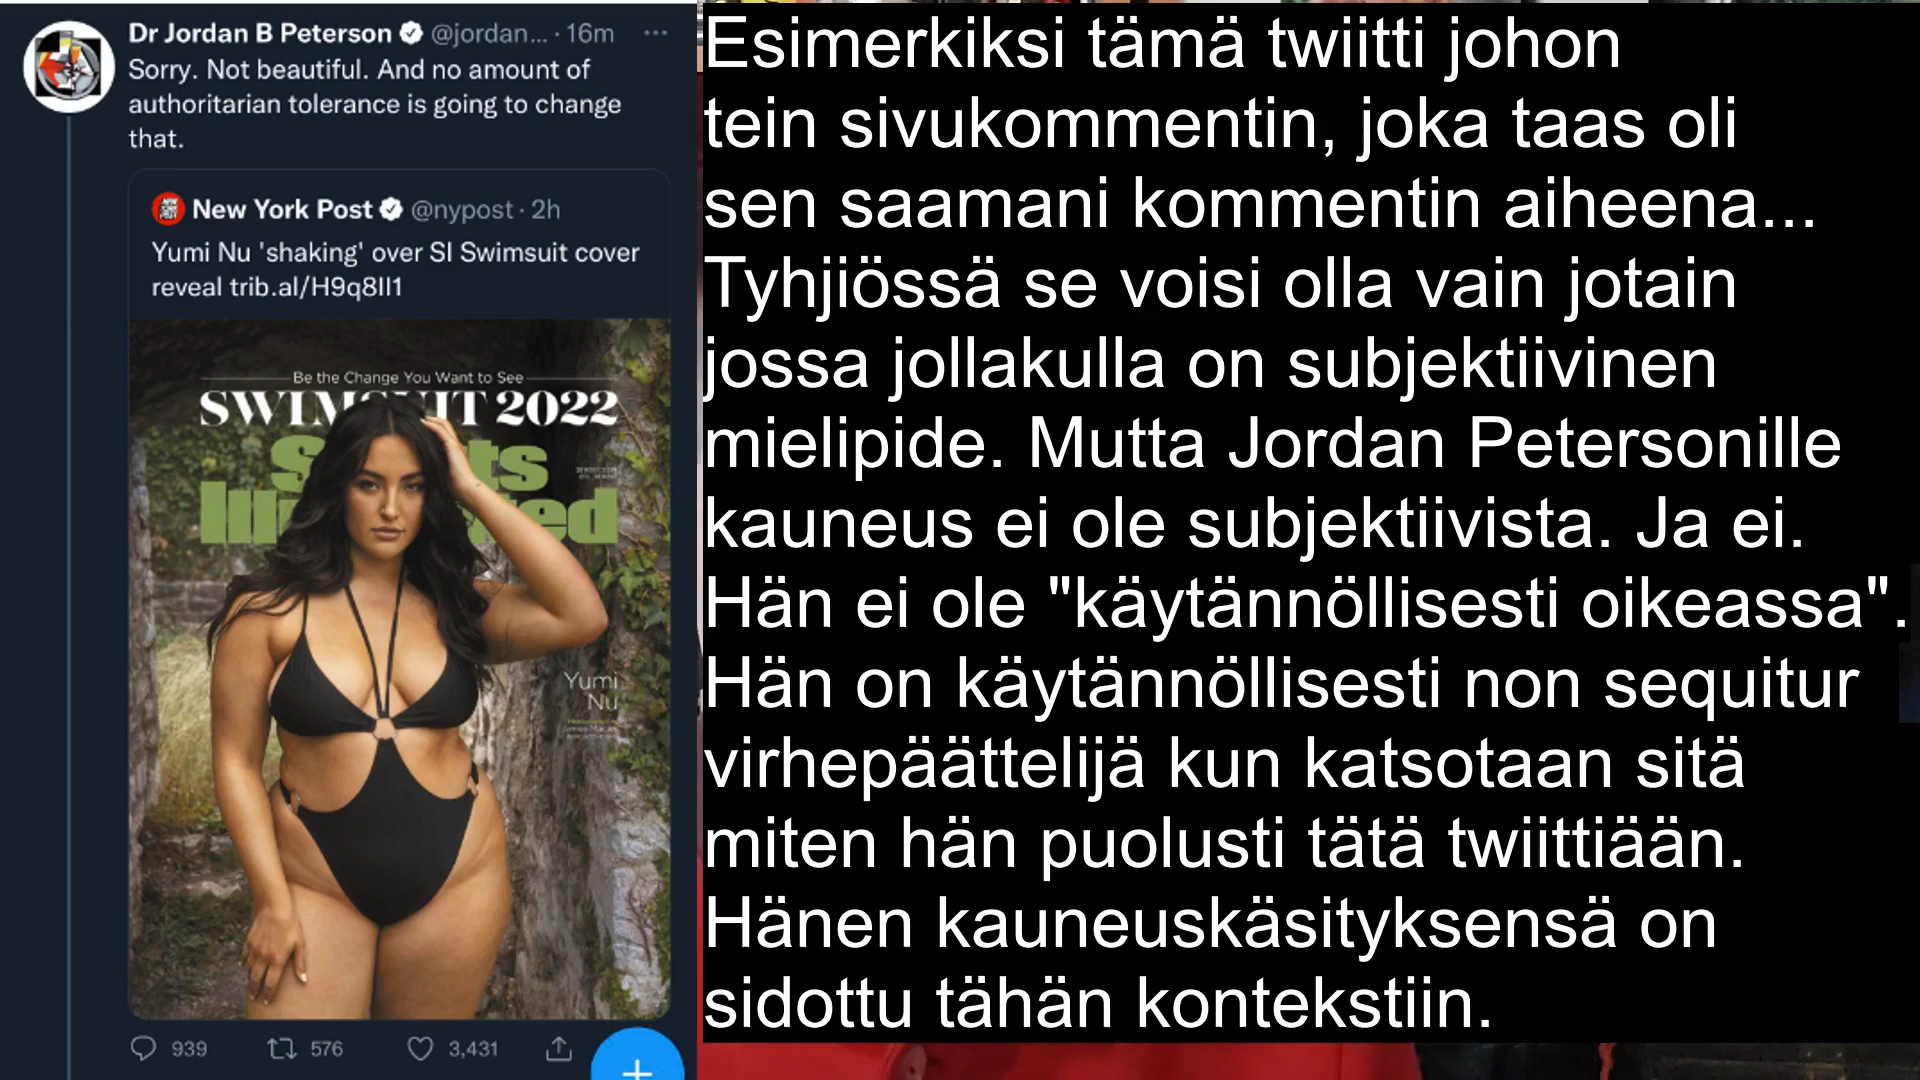 Dr Jordan B Peterson @jordan... · 16m
Sorry. Not beautiful. And no amount of
authoritarian tolerance is going to change
that.
New York Post @nypost · 2h
Yumi Nu 'shaking' over SI Swimsuit cover
reveal trib.al/H9q8Il1
Be the Change You Want to See
SWIMSUIT 2022
Sports
Illustrated
Yumi
Nu
939 576 3,431
Esimerkiksi tämä twiitti johon
tein sivukommentin, joka taas oli
sen saamani kommentin aiheena...
Tyhjiössä se voisi olla vain jotain
jossa jollakulla on subjektiivinen
mielipide. Mutta Jordan Petersonille
kauneus ei ole subjektiivista. Ja ei.
Hän ei ole "käytännöllisesti oikeassa".
Hän on käytännöllisesti non sequitur
virhepäättelijä kun katsotaan sitä
miten hän puolusti tätä twiittiään.
Hänen kauneuskäsityksensä on
sidottu tähän kontekstiin.